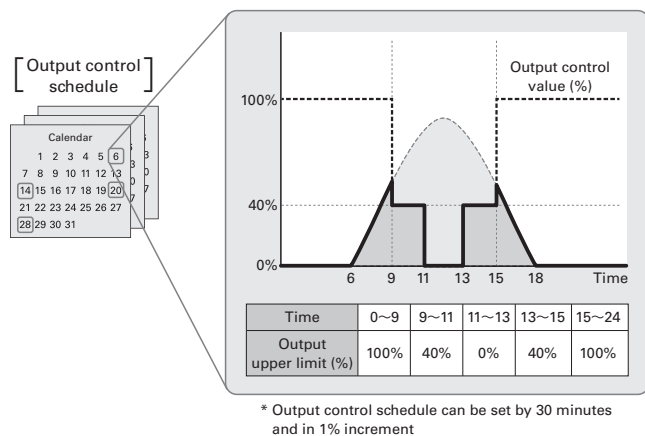 [Output control
schedule]
Calendar
1 2 3 4 5 6
7 8 9 10 11 12 13
14 15 16 17 18 19 20
21 22 23 24 25 26 27
28 29 30 31
3
0
7
Output control
value (%)
100%
40%
0%
6 9 11 13 15 18 Time
Time 0～9 9～11 11～13 13～15 15～24
Output
upper limit (%) 100% 40% 0% 40% 100%
* Output control schedule can be set by 30 minutes
and in 1% increment